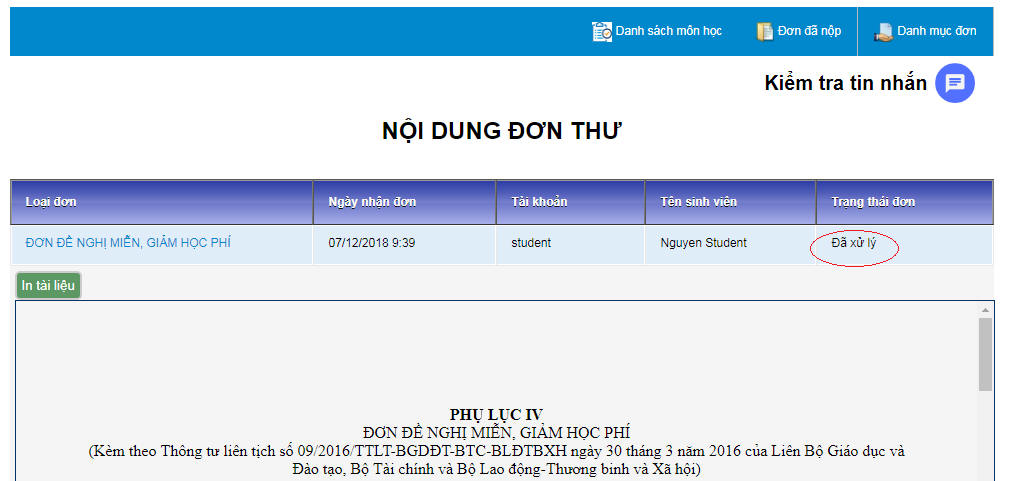 Danh sách môn học Đơn đã nộp Danh mục đơn
Kiểm tra tin nhắn
NỘI DUNG ĐƠN THƯ
Loại đơn Ngày nhận đơn Tài khoản Tên sinh viên Trạng thái đơn
ĐƠN ĐỀ NGHỊ MIỄN, GIẢM HỌC PHÍ 07/12/2018 9:39 student Nguyen Student Đã xử lý
In tài liệu
PHỤ LỤC IV
ĐƠN ĐỀ NGHỊ MIỄN, GIẢM HỌC PHÍ
(Kèm theo Thông tư liên tịch số 09/2016/TTLT-BGDĐT-BTC-BLĐTBXH ngày 30 tháng 3 năm 2016 của Liên Bộ Giáo dục và
Đào tạo, Bộ Tài chính và Bộ Lao động-Thương binh và Xã hội)